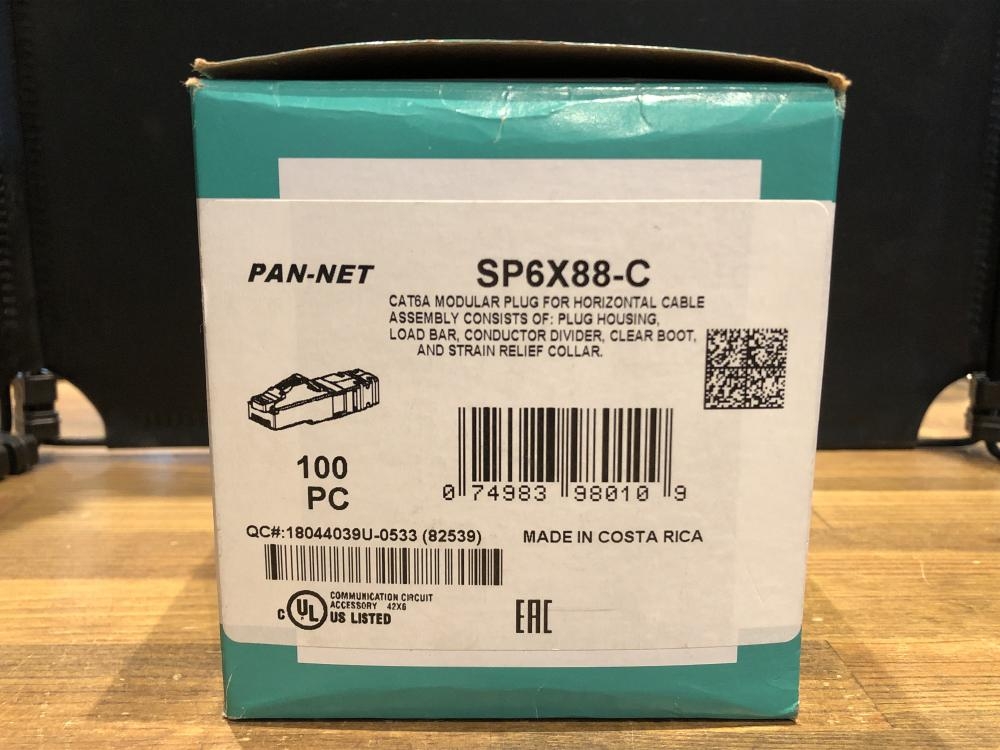 PAN-NET
SP6X88-C
CAT6A MODULAR PLUG FOR HORIZONTAL CABLE
ASSEMBLY CONSISTS OF: PLUG HOUSING,
LOAD BAR, CONDUCTOR DIVIDER, CLEAR BOOT,
AND STRAIN RELIEF COLLAR.
100
PC
0 74983 98010 9
QC#:18044039U-0533 (82539)
MADE IN COSTA RICA
C UL US LISTED
COMMUNICATION CIRCUIT
ACCESSORY 42X6
EAC